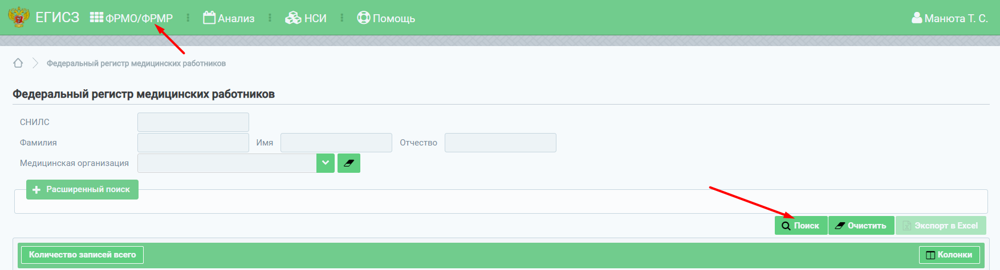 ЕГИСЗ ФРМО/ФРМР Анализ НСИ Помощь Манюта Т. С.
Федеральный регистр медицинских работников
Федеральный регистр медицинских работников
СНИЛС
Фамилия Имя Отчество
Медицинская организация
Расширенный поиск
Поиск Очистить Экспорт в Excel
Количество записей всего Колонки